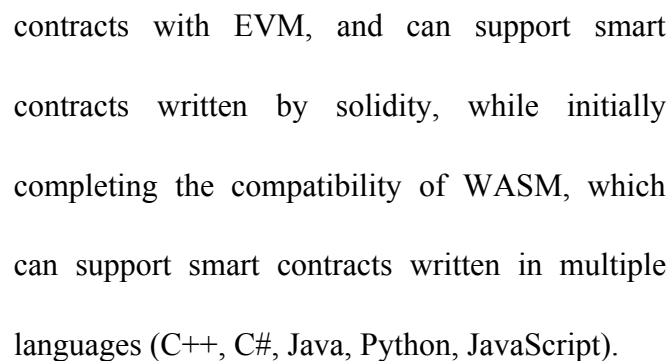 contracts with EVM, and can support smart
contracts written by solidity, while initially
completing the compatibility of WASM, which
can support smart contracts written in multiple
languages (C++, C#, Java, Python, JavaScript).